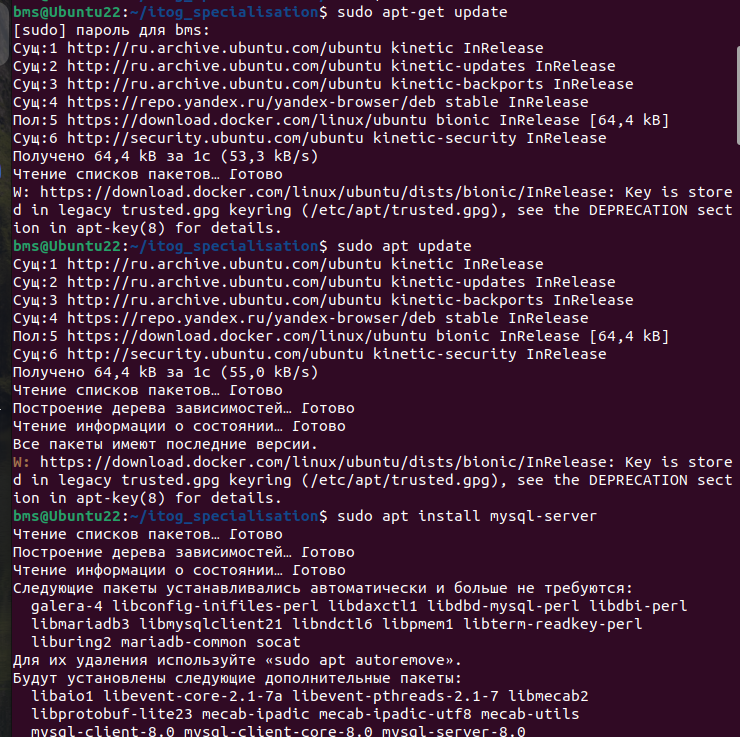 bms@Ubuntu22:~/itog_specialisation$ sudo apt-get update
[sudo] пароль для bms:
Сущ:1 http://ru.archive.ubuntu.com/ubuntu kinetic InRelease
Сущ:2 http://ru.archive.ubuntu.com/ubuntu kinetic-updates InRelease
Сущ:3 http://ru.archive.ubuntu.com/ubuntu kinetic-backports InRelease
Сущ:4 https://repo.yandex.ru/yandex-browser/deb stable InRelease
Пол:5 https://download.docker.com/linux/ubuntu bionic InRelease [64,4 kB]
Сущ:6 http://security.ubuntu.com/ubuntu kinetic-security InRelease
Получено 64,4 kB за 1с (53,3 kB/s)
Чтение списков пакетов… Готово
W: https://download.docker.com/linux/ubuntu/dists/bionic/InRelease: Key is store
d in legacy trusted.gpg keyring (/etc/apt/trusted.gpg), see the DEPRECATION sect
ion in apt-key(8) for details.
bms@Ubuntu22:~/itog_specialisation$ sudo apt update
Сущ:1 http://ru.archive.ubuntu.com/ubuntu kinetic InRelease
Сущ:2 http://ru.archive.ubuntu.com/ubuntu kinetic-updates InRelease
Сущ:3 http://ru.archive.ubuntu.com/ubuntu kinetic-backports InRelease
Сущ:4 https://repo.yandex.ru/yandex-browser/deb stable InRelease
Пол:5 https://download.docker.com/linux/ubuntu bionic InRelease [64,4 kB]
Сущ:6 http://security.ubuntu.com/ubuntu kinetic-security InRelease
Получено 64,4 kB за 1с (55,0 kB/s)
Чтение списков пакетов… Готово
Построение дерева зависимостей… Готово
Чтение информации о состоянии… Готово
Все пакеты имеют последние версии.
W: https://download.docker.com/linux/ubuntu/dists/bionic/InRelease: Key is store
d in legacy trusted.gpg keyring (/etc/apt/trusted.gpg), see the DEPRECATION sect
ion in apt-key(8) for details.
bms@Ubuntu22:~/itog_specialisation$ sudo apt install mysql-server
Чтение списков пакетов… Готово
Построение дерева зависимостей… Готово
Чтение информации о состоянии… Готово
Следующие пакеты устанавливались автоматически и больше не требуются:
  galera-4 libconfig-inifiles-perl libdaxctl1 libdbd-mysql-perl libdbi-perl
  libmariadb3 libmysqlclient21 libndctl6 libpmem1 libterm-readkey-perl
  liburing2 mariadb-common socat
Для их удаления используйте «sudo apt autoremove».
Будут установлены следующие дополнительные пакеты:
  libaio1 libevent-core-2.1-7a libevent-pthreads-2.1-7 libmecab2
  libprotobuf-lite23 mecab-ipadic mecab-ipadic-utf8 mecab-utils
  mysql-client-8.0 mysql-client-core-8.0 mysql-server-8.0